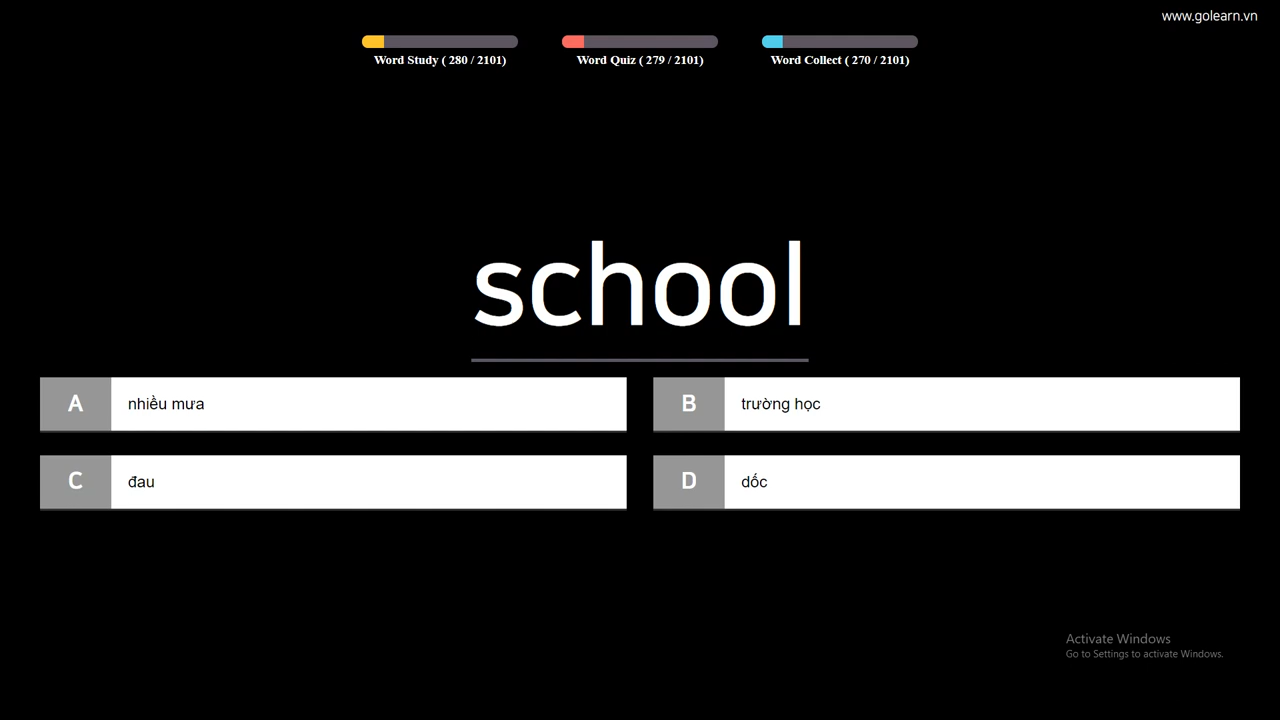 www.golearn.vn
Word Study ( 280 / 2101)
Word Quiz ( 279 / 2101)
Word Collect ( 270 / 2101)
school
A nhiều mưa
B trường học
C đau
D dốc
Activate Windows
Go to Settings to activate Windows.